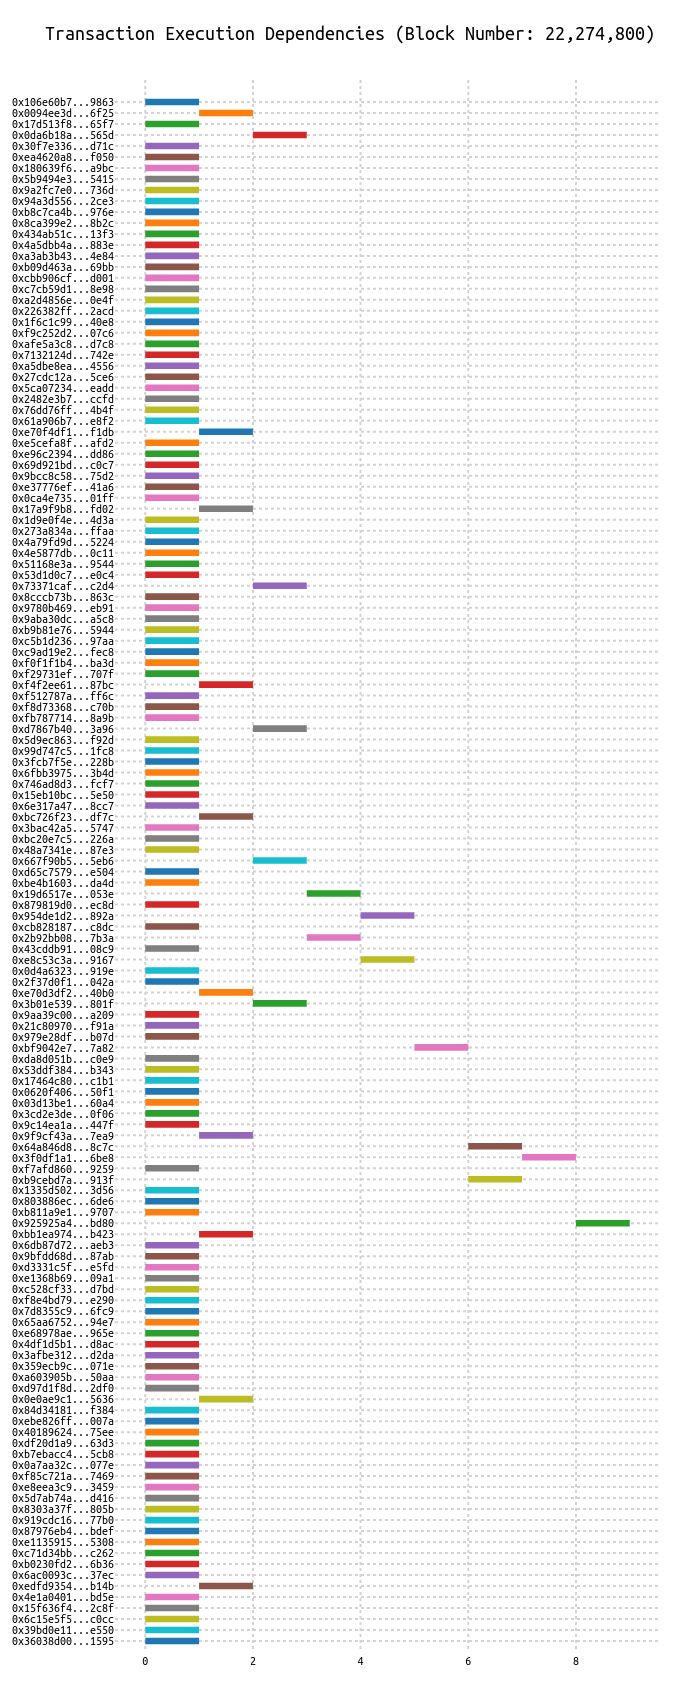 Transaction Execution Dependencies (Block Number: 22,274,800)
0x106e60b7...9863
0x0094ee3d...6f25
0x17d513f8...65f7
0x0da6b18a...565d
0x30f7e336...d71c
0xea4620a8...f050
0x180639f6...a9bc
0x5b9494e3...5415
0x9a2fc7e0...736d
0x94a3d556...2ce3
0xb8c7ca4b...976e
0x8ca399e2...8b2c
0x434ab51c...13f3
0x4a5dbb4a...883e
0xa3ab3b43...4e84
0xb09d463a...69bb
0xcbb906cf...d001
0xc7cb59d1...8e98
0xa2d4856e...0e4f
0x226382ff...2acd
0x1f6c1c99...40e8
0xf9c252d2...07c6
0xafe5a3c8...d7c8
0x7132124d...742e
0xa5dbe8ea...4556
0x27cdc12a...5ce6
0x5ca07234...eadd
0x2482e3b7...ccfd
0x76dd76ff...4b4f
0x61a906b7...e8f2
0xe70f4df1...f1db
0xe5cefa8f...afd2
0xe96c2394...dd86
0x69d921bd...c0c7
0x9bcc8c58...75d2
0xe37776ef...41a6
0x0ca4e735...01ff
0x17a9f9b8...fd02
0x1d9e0f4e...4d3a
0x273a834a...ffaa
0x4a79fd9d...5224
0x4e5877db...0c11
0x51168e3a...9544
0x53d1d0c7...e0c4
0x73371caf...c2d4
0x8cccb73b...863c
0x9780b469...eb91
0x9aba30dc...a5c8
0xb9b81e76...5944
0xc5b1d236...97aa
0xc9ad19e2...fec8
0xf0f1f1b4...ba3d
0xf29731ef...707f
0xf4f2ee61...87bc
0xf512787a...ff6c
0xf8d73368...c70b
0xfb787714...8a9b
0xd7867b40...3a96
0x5d9ec863...f92d
0x99d747c5...1fc8
0x3fcb7f5e...228b
0x6fbb3975...3b4d
0x746ad8d3...fcf7
0x15eb10bc...5e50
0x6e317a47...8cc7
0xbc726f23...df7c
0x3bac42a5...5747
0xbc20e7c5...226a
0x48a7341e...87e3
0x667f90b5...5eb6
0xd65c7579...e504
0xbe4b1603...da4d
0x19d6517e...053e
0x879819d0...ec8d
0x954de1d2...892a
0xcb828187...c8dc
0x2b92bb08...7b3a
0x43cddb91...08c9
0xe8c53c3a...9167
0x0d4a6323...919e
0x2f37d0f1...042a
0xe70d3df2...40b0
0x3b01e539...801f
0x9aa39c00...a209
0x21c80970...f91a
0x979e28df...b07d
0xbf9042e7...7a82
0xda8d051b...c0e9
0x53ddf384...b343
0x17464c80...c1b1
0x0620f406...50f1
0x03d13be1...60a4
0x3cd2e3de...0f06
0x9c14ea1a...447f
0x9f9cf43a...7ea9
0x64a846d8...8c7c
0x3f0df1a1...6be8
0xf7afd860...9259
0xb9cebd7a...913f
0x1335d502...3d56
0x803886ec...6de6
0xb811a9e1...9707
0x925925a4...bd80
0xbb1ea974...b423
0x6db87d72...aeb3
0x9bfdd68d...87ab
0xd3331c5f...e5fd
0xe1368b69...09a1
0xc528cf33...d7bd
0xf8e4bd79...e290
0x7d8355c9...6fc9
0x65aa6752...94e7
0xe68978ae...965e
0x4df1d5b1...d8ac
0x3afbe312...d2da
0x359ecb9c...071e
0xa603905b...50aa
0xd97d1f8d...2df0
0x0e0ae9c1...5636
0x84d34181...f384
0xebe826ff...007a
0x40189624...75ee
0xdf20d1a9...63d3
0xb7ebacc4...5cb8
0x0a7aa32c...077e
0xf85c721a...7469
0xe8eea3c9...3459
0x5d7ab74a...d416
0x8303a37f...805b
0x919cdc16...77b0
0x87976eb4...bdef
0xe1135915...5308
0xc71d34bb...c262
0xb0230fd2...6b36
0x6ac0093c...37ec
0xedfd9354...b14b
0x4e1a0401...bd5e
0x15f636f4...2c8f
0x6c15e5f5...c0cc
0x39bd0e11...e550
0x36038d00...1595
0 2 4 6 8